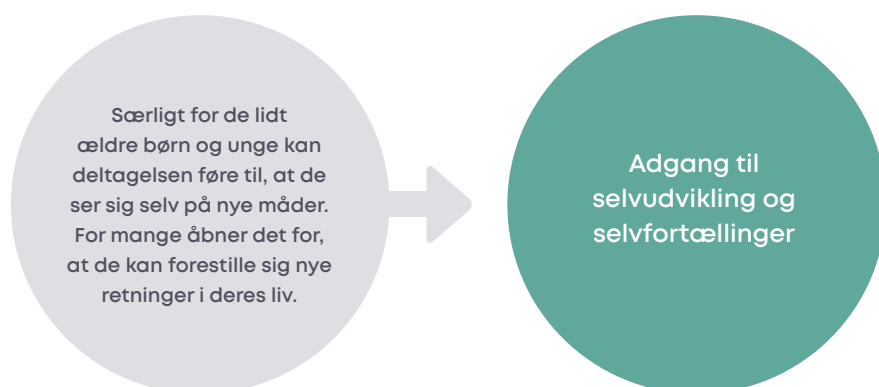 Særligt for de lidt
ældre børn og unge kan
deltagelsen føre til, at de
ser sig selv på nye måder.
For mange åbner det for,
at de kan forestille sig nye
retninger i deres liv.
Adgang til
selvudvikling og
selvfortællinger